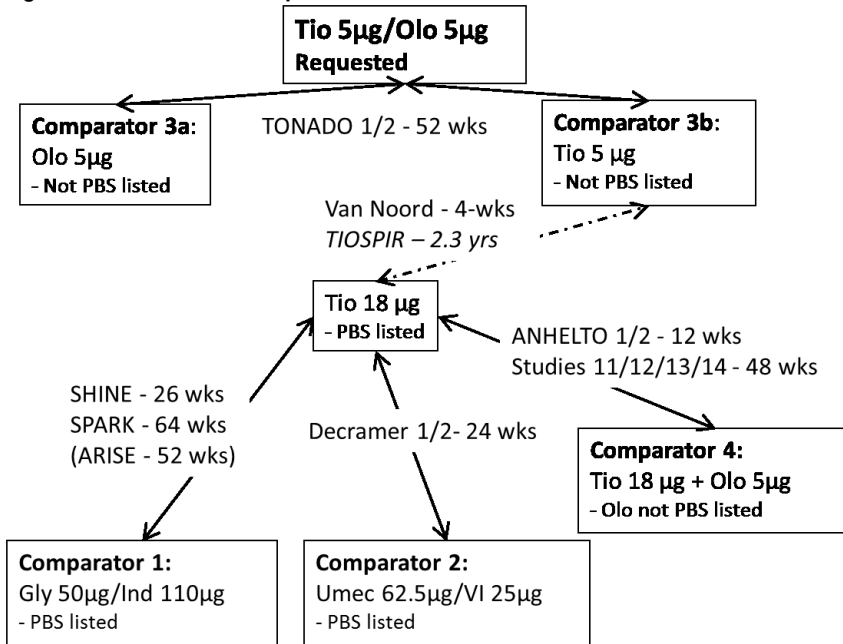 Tio 5µg/Olo 5µg
Requested
Comparator 3a:
Olo 5µg
- Not PBS listed
TONADO 1/2 - 52 wks
Comparator 3b:
Tio 5 µg
- Not PBS listed
Van Noord - 4-wks
TIOSPIR – 2.3 yrs
Tio 18 µg
- PBS listed
ANHELTO 1/2 - 12 wks
Studies 11/12/13/14 - 48 wks
SHINE - 26 wks
SPARK - 64 wks
(ARISE - 52 wks)
Decramer 1/2- 24 wks
Comparator 4:
Tio 18 µg + Olo 5µg
- Olo not PBS listed
Comparator 1:
Gly 50µg/Ind 110µg
- PBS listed
Comparator 2:
Umec 62.5µg/VI 25µg
- PBS listed